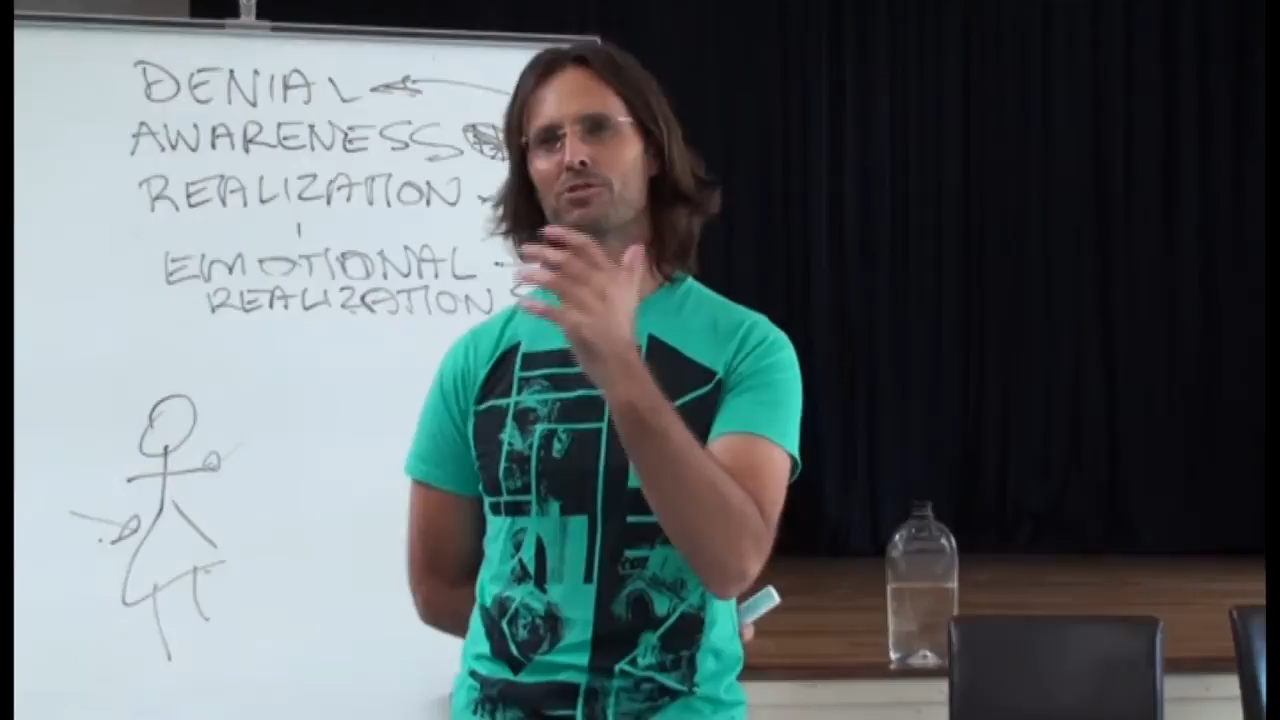 DENIAL
AWARENESS
REALIZATION
EMOTIONAL
REALIZATION